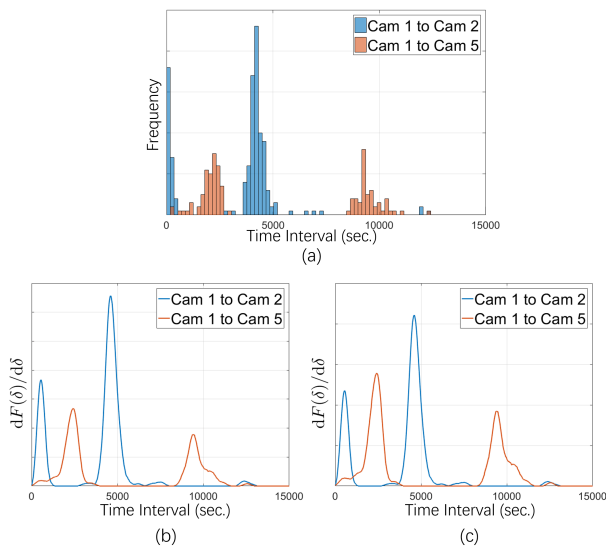 Cam 1 to Cam 2
Cam 1 to Cam 5
Frequency
0 5000 10000 15000
Time Interval (sec.)
(a)
Cam 1 to Cam 2
Cam 1 to Cam 5
dF(δ)/dδ
0 5000 10000 15000
Time Interval (sec.)
(b)
Cam 1 to Cam 2
Cam 1 to Cam 5
dF(δ)/dδ
0 5000 10000 15000
Time Interval (sec.)
(c)